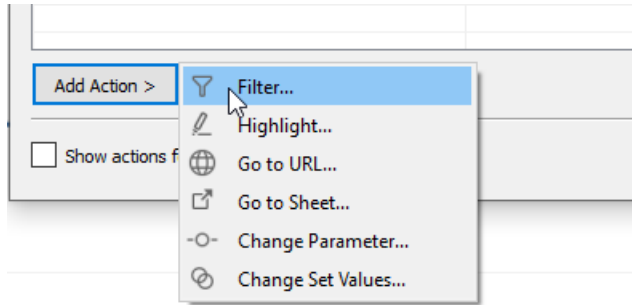 Add Action >
Filter...
Highlight...
Show actions f
Go to URL...
Go to Sheet...
Change Parameter...
Change Set Values...